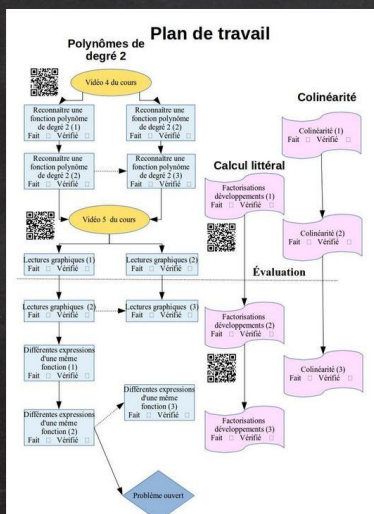 Plan de travail
Polynômes de
degré 2
Vidéo 4 du cours
Reconnaître une
fonction polynôme
de degré 2 (1)
Fait □ Vérifié □
Reconnaître une
fonction polynôme
de degré 2 (2)
Fait □ Vérifié □
Reconnaître une
fonction polynôme
de degré 2 (2)
Fait □ Vérifié □
Reconnaître une
fonction polynôme
de degré 2 (3)
Fait □ Vérifié □
Vidéo 5 du cours
Lectures graphiques (1)
Fait □ Vérifié □
Lectures graphiques (2)
Fait □ Vérifié □
Lectures graphiques (2)
Fait □ Vérifié □
Lectures graphiques (3)
Fait □ Vérifié □
Différentes expressions
d'une même
fonction (1)
Fait □ Vérifié □
Différentes expressions
d'une même
fonction (3)
Fait □ Vérifié □
Différentes expressions
d'une même
fonction (2)
Fait □ Vérifié □
Problème ouvert
Calcul littéral
Factorisations
développements (1)
Fait □ Vérifié □
Évaluation
Factorisations
développements (2)
Fait □ Vérifié □
Factorisations
développements (3)
Fait □ Vérifié □
Colinéarité
Colinéarité (1)
Fait □ Vérifié □
Colinéarité (2)
Fait □ Vérifié □
Colinéarité (3)
Fait □ Vérifié □